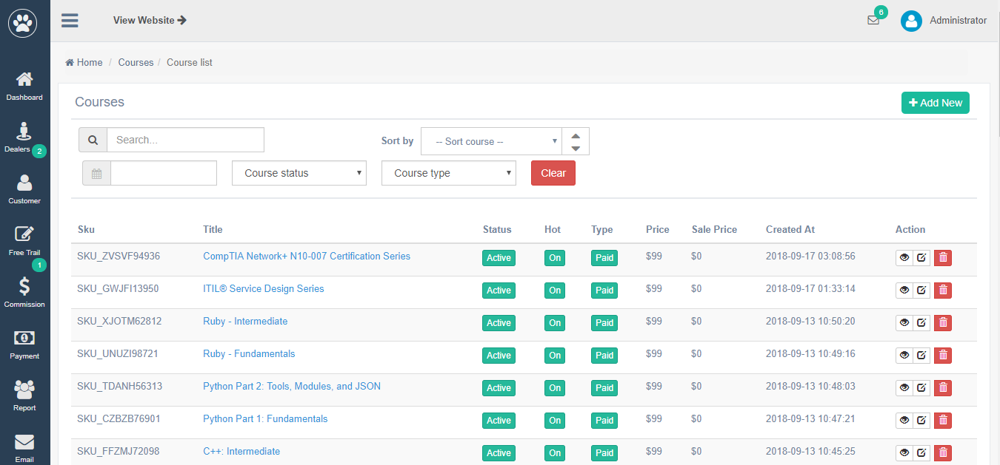 View Website
6
Administrator
Home / Courses / Course list
Dashboard
Dealers 2
Customer
Free Trail
1
Commission
1
Payment
Report
Email
Courses
Add New
Search...
Sort by
-- Sort course --
Course status
Course type
Clear
Sku Title Status Hot Type Price Sale Price Created At Action
SKU_ZVSVF94936 CompTIA Network+ N10-007 Certification Series Active On Paid $99 $0 2018-09-17 03:08:56
SKU_GWJFI13950 ITIL® Service Design Series Active On Paid $99 $0 2018-09-17 01:33:14
SKU_XJOTM62812 Ruby - Intermediate Active On Paid $99 $0 2018-09-13 10:50:20
SKU_UNUZI98721 Ruby - Fundamentals Active On Paid $99 $0 2018-09-13 10:49:16
SKU_TDANH56313 Python Part 2: Tools, Modules, and JSON Active On Paid $99 $0 2018-09-13 10:48:03
SKU_CZBZB76901 Python Part 1: Fundamentals Active On Paid $99 $0 2018-09-13 10:47:21
SKU_FFZMJ72098 C++: Intermediate Active On Paid $99 $0 2018-09-13 10:45:25